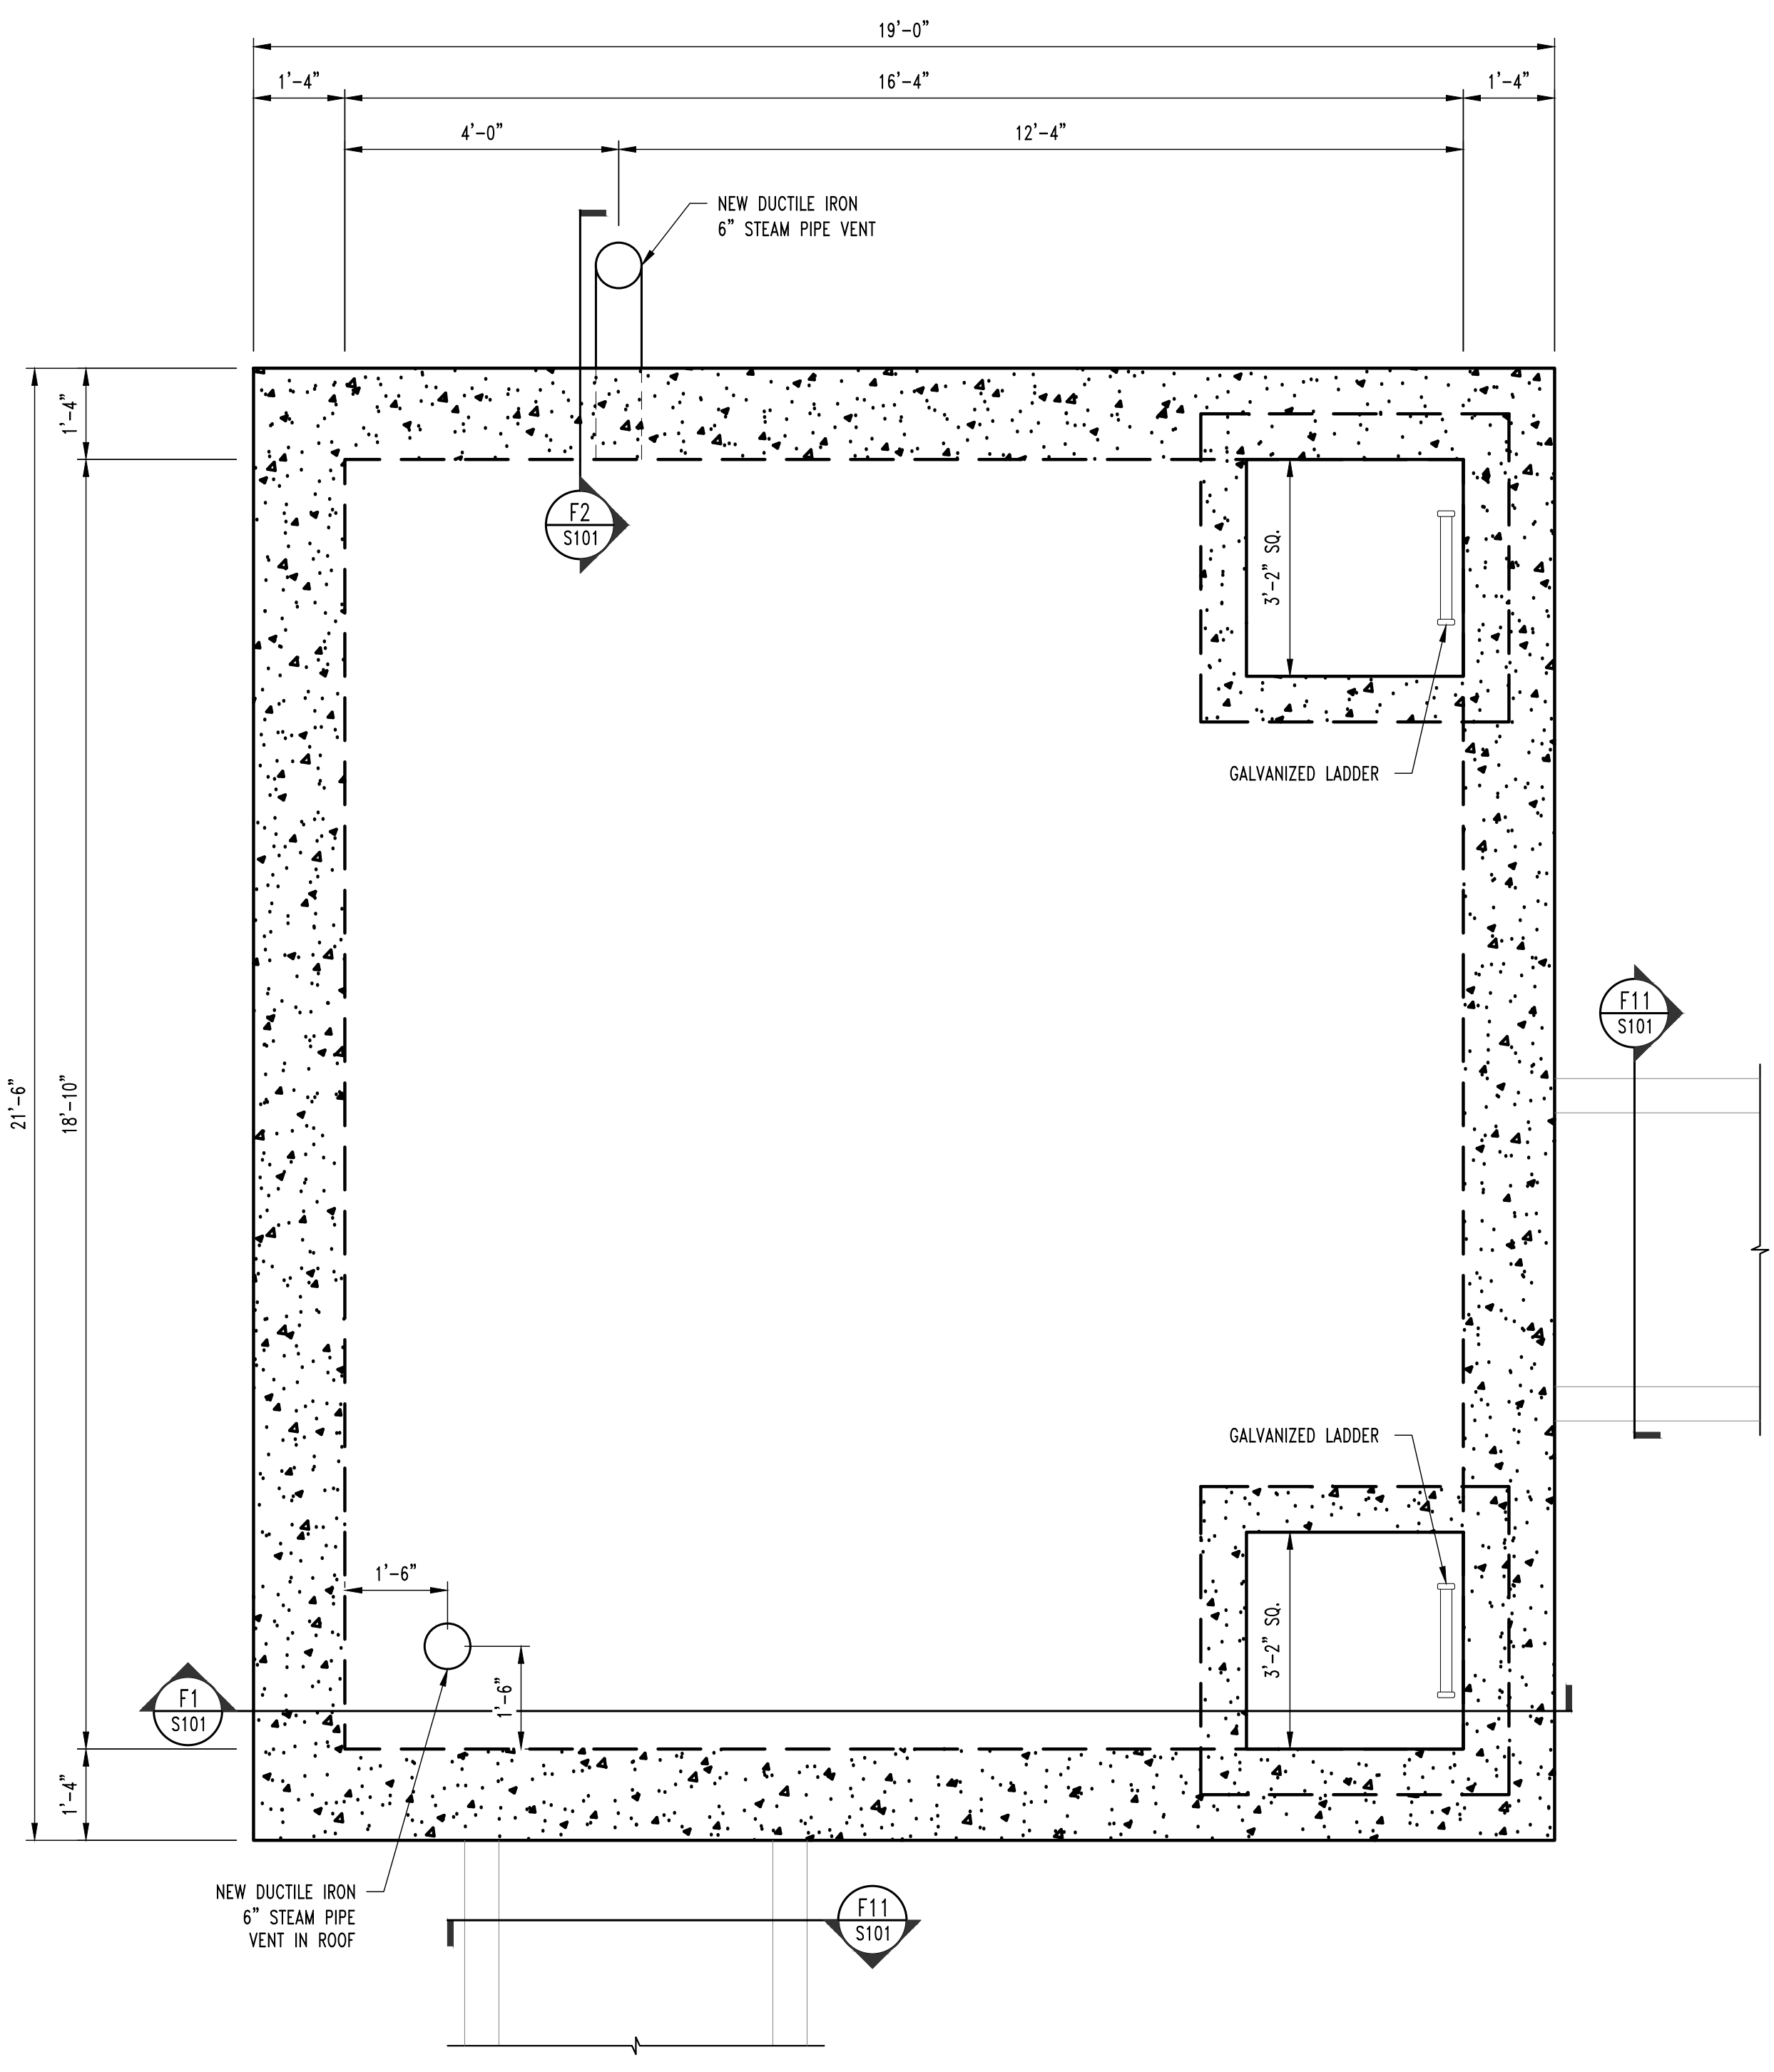 19'-0"
1'-4"
16'-4"
1'-4"
4'-0"
12'-4"
NEW DUCTILE IRON
6" STEAM PIPE VENT
1'-4"
F2
S101
3'-2" SQ.
GALVANIZED LADDER
F11
S101
21'-6"
18'-10"
GALVANIZED LADDER
1'-6"
3'-2" SQ.
1'-6"
F1
S101
1'-4"
NEW DUCTILE IRON
6" STEAM PIPE
VENT IN ROOF
F11
S101